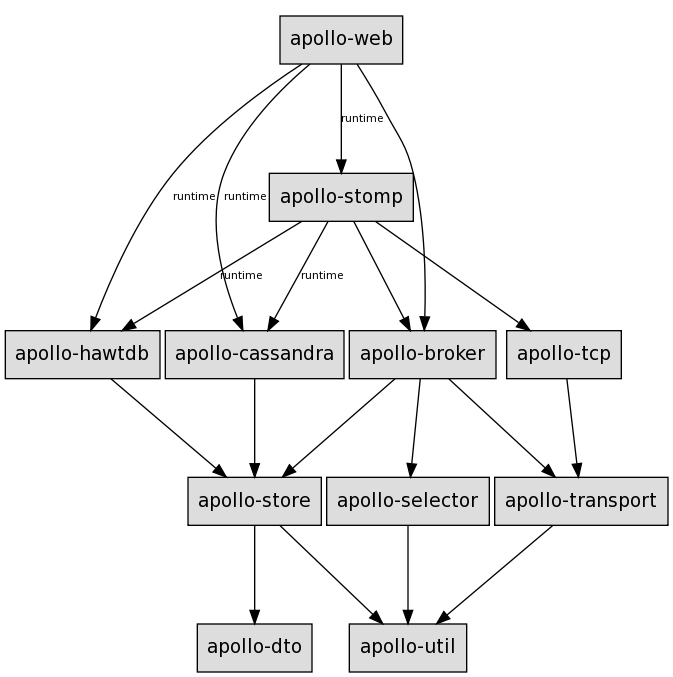 apollo-web
runtime
runtime
runtime
apollo-stomp
runtime
runtime
apollo-hawtdb
apollo-cassandra
apollo-broker
apollo-tcp
apollo-store
apollo-selector
apollo-transport
apollo-dto
apollo-util